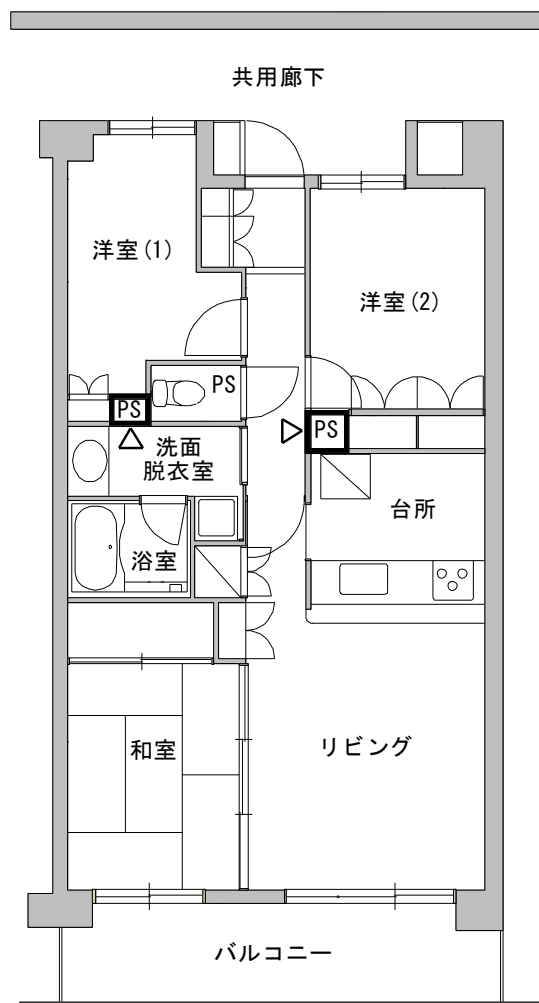 共用廊下
洋室(1)
洋室(2)
PS
PS
PS
洗面
脱衣室
台所
浴室
和室
リビング
バルコニー